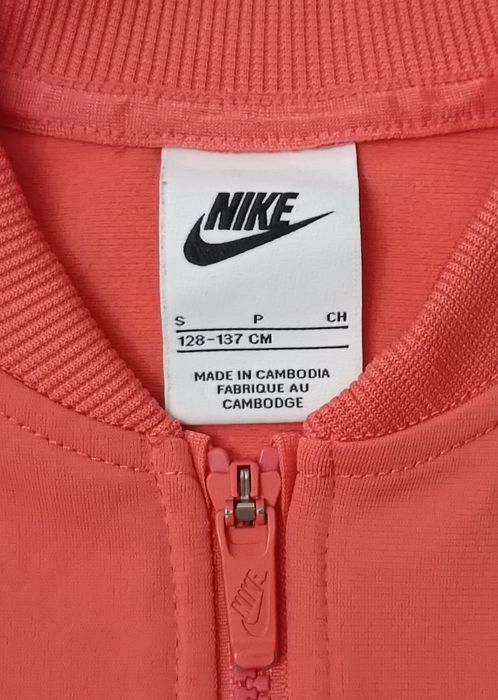 NIKE
S P CH
128-137 CM
MADE IN CAMBODIA
FABRIQUE AU
CAMBODGE
NIKE